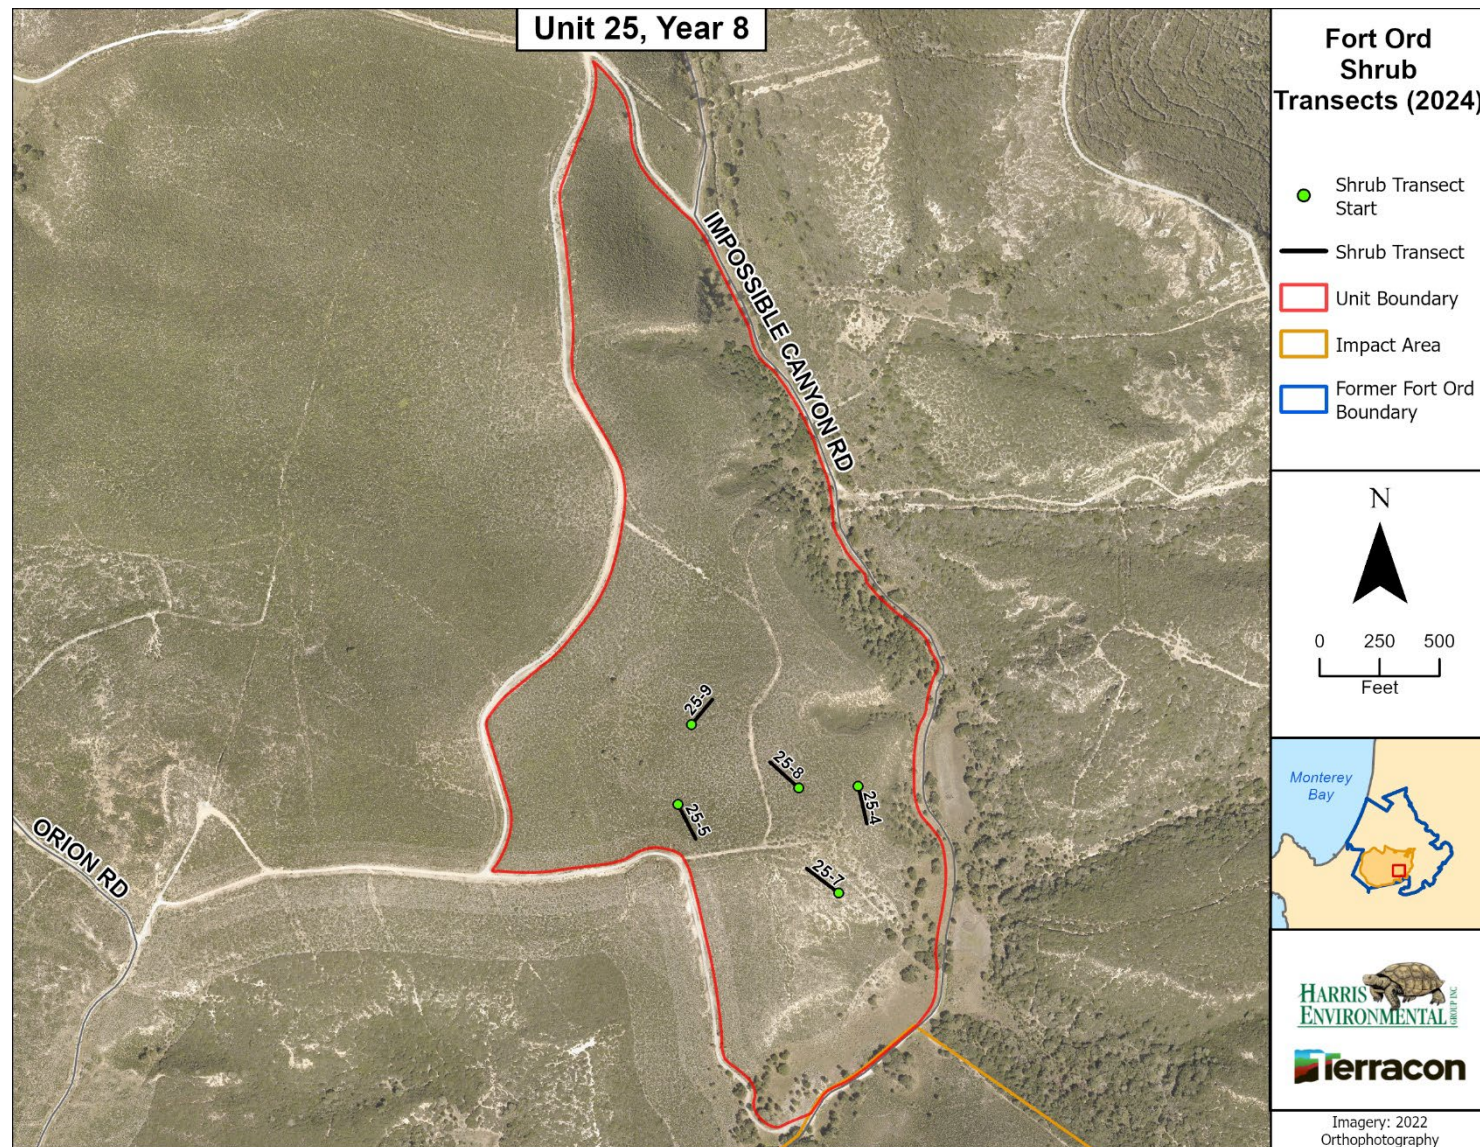 Unit 25, Year 8
IMPOSSIBLE CANYON RD
25-9
25-8
25-4
25-5
25-7
ORION RD
Fort Ord
Shrub
Transects (2024)
Shrub Transect
Start
Shrub Transect
Unit Boundary
Impact Area
Former Fort Ord
Boundary
N
0 250 500
Feet
Monterey
Bay
HARRIS
ENVIRONMENTAL
GROUP INC
Terracon
Imagery: 2022
Orthophotography